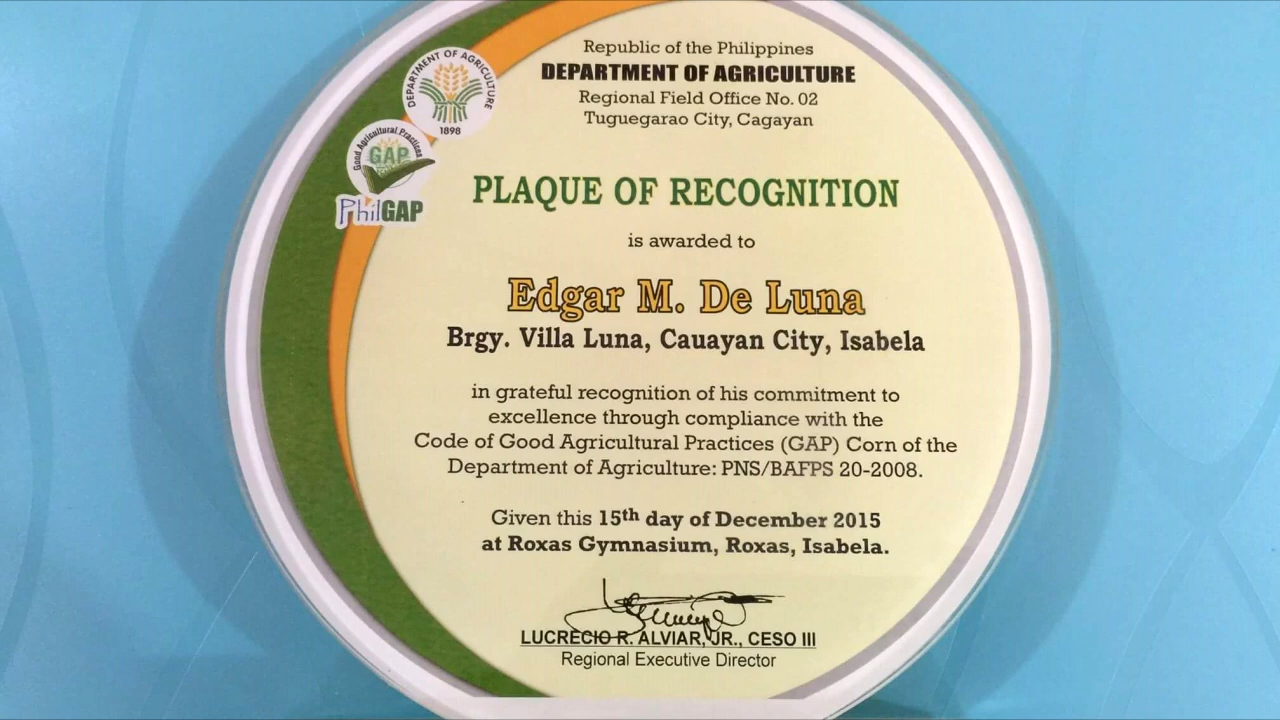 Republic of the Philippines
DEPARTMENT OF AGRICULTURE
Regional Field Office No. 02
Tuguegarao City, Cagayan
DEPARTMENT OF AGRICULTURE
1898
Good Agricultural Practices
GAP
PhilGAP
PLAQUE OF RECOGNITION
is awarded to
Edgar M. De Luna
Brgy. Villa Luna, Cauayan City, Isabela
in grateful recognition of his commitment to
excellence through compliance with the
Code of Good Agricultural Practices (GAP) Corn of the
Department of Agriculture: PNS/BAFPS 20-2008.
Given this 15th day of December 2015
at Roxas Gymnasium, Roxas, Isabela.
LUCRECIO R. ALVIAR, JR., CESO III
Regional Executive Director